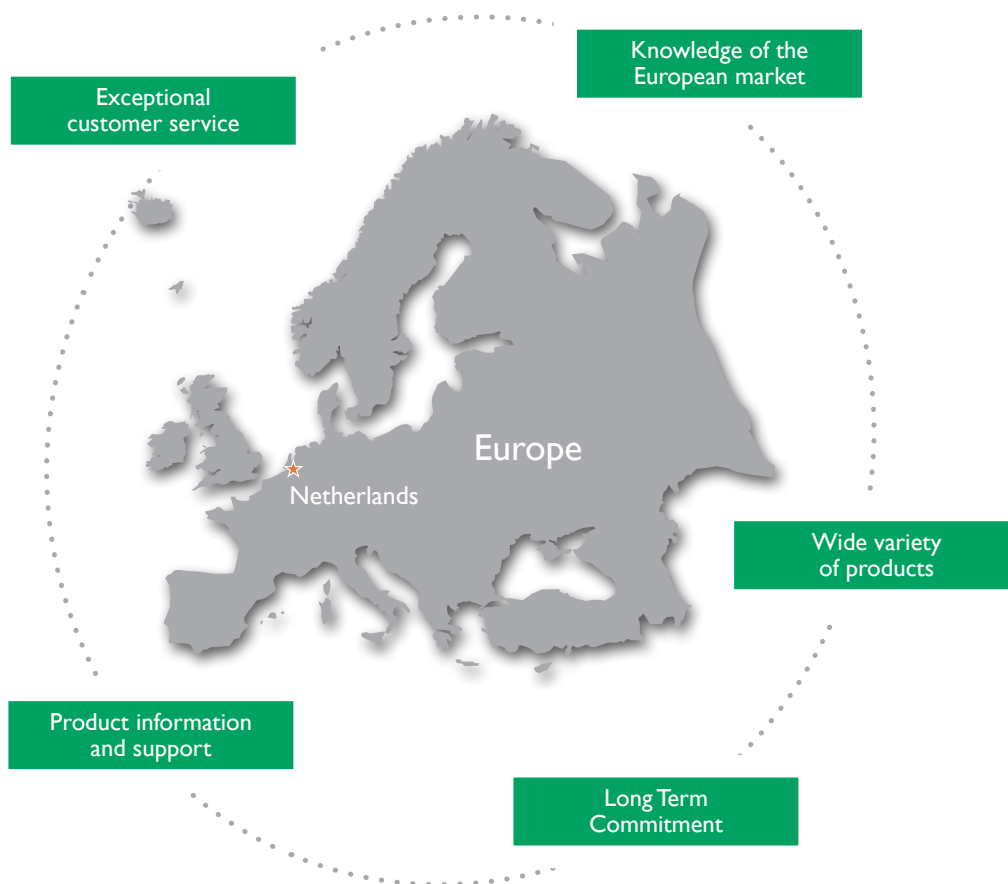 Knowledge of the
European market
Exceptional
customer service
Europe
Netherlands
Wide variety
of products
Product information
and support
Long Term
Commitment